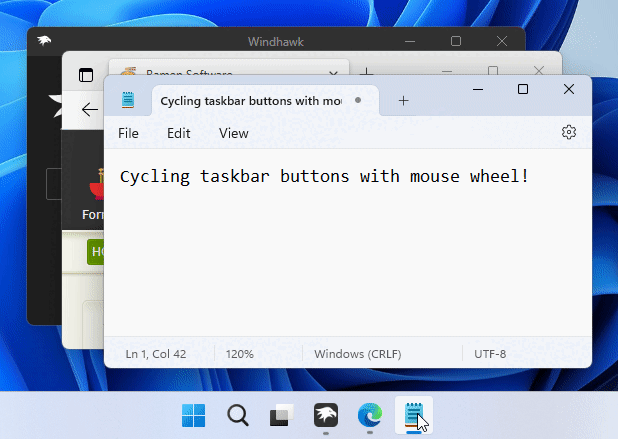 Windhawk
Ramen Software
Cycling taskbar buttons with mou
File Edit View
Cycling taskbar buttons with mouse wheel!
Ln 1, Col 42 120% Windows (CRLF) UTF-8